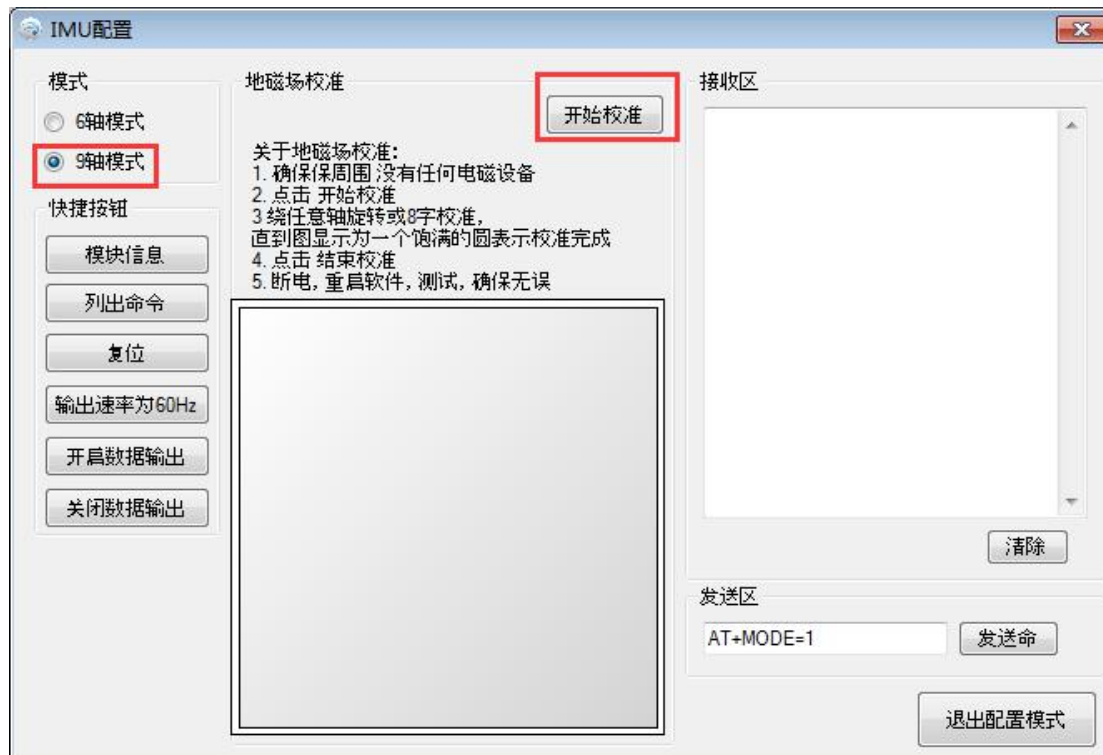 IMU配置
模式
6轴模式
9轴模式
快捷按钮
模块信息
列出命令
复位
输出速率为60Hz
开启数据输出
关闭数据输出
地磁场校准
开始校准
关于地磁场校准:
1. 确保保周围 没有任何电磁设备
2. 点击 开始校准
3 绕任意轴旋转或8字校准,
直到图显示为一个饱满的圆表示校准完成
4. 点击 结束校准
5. 断电, 重启软件, 测试, 确保无误
接收区
清除
发送区
AT+MODE=1
发送命
退出配置模式